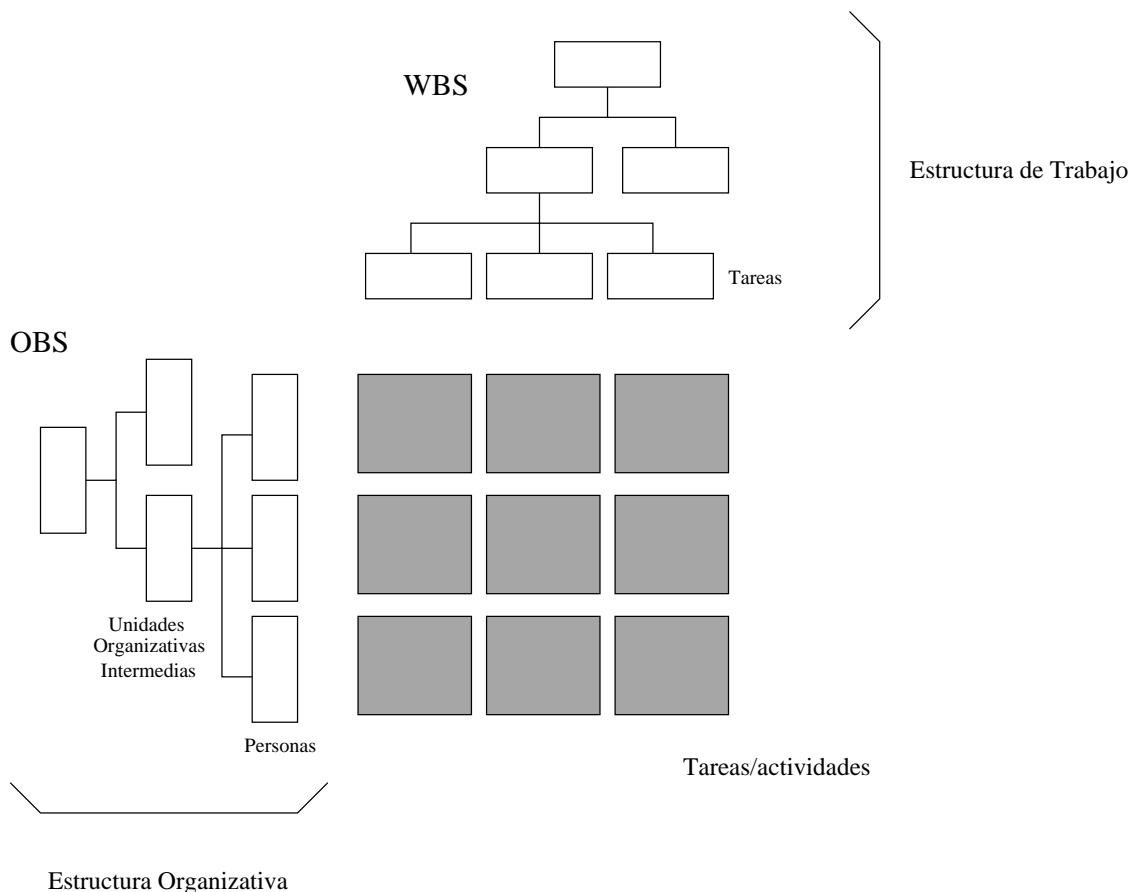 WBS
Estructura de Trabajo
Tareas
OBS
Unidades
Organizativas
Intermedias
Personas
Tareas/actividades
Estructura Organizativa